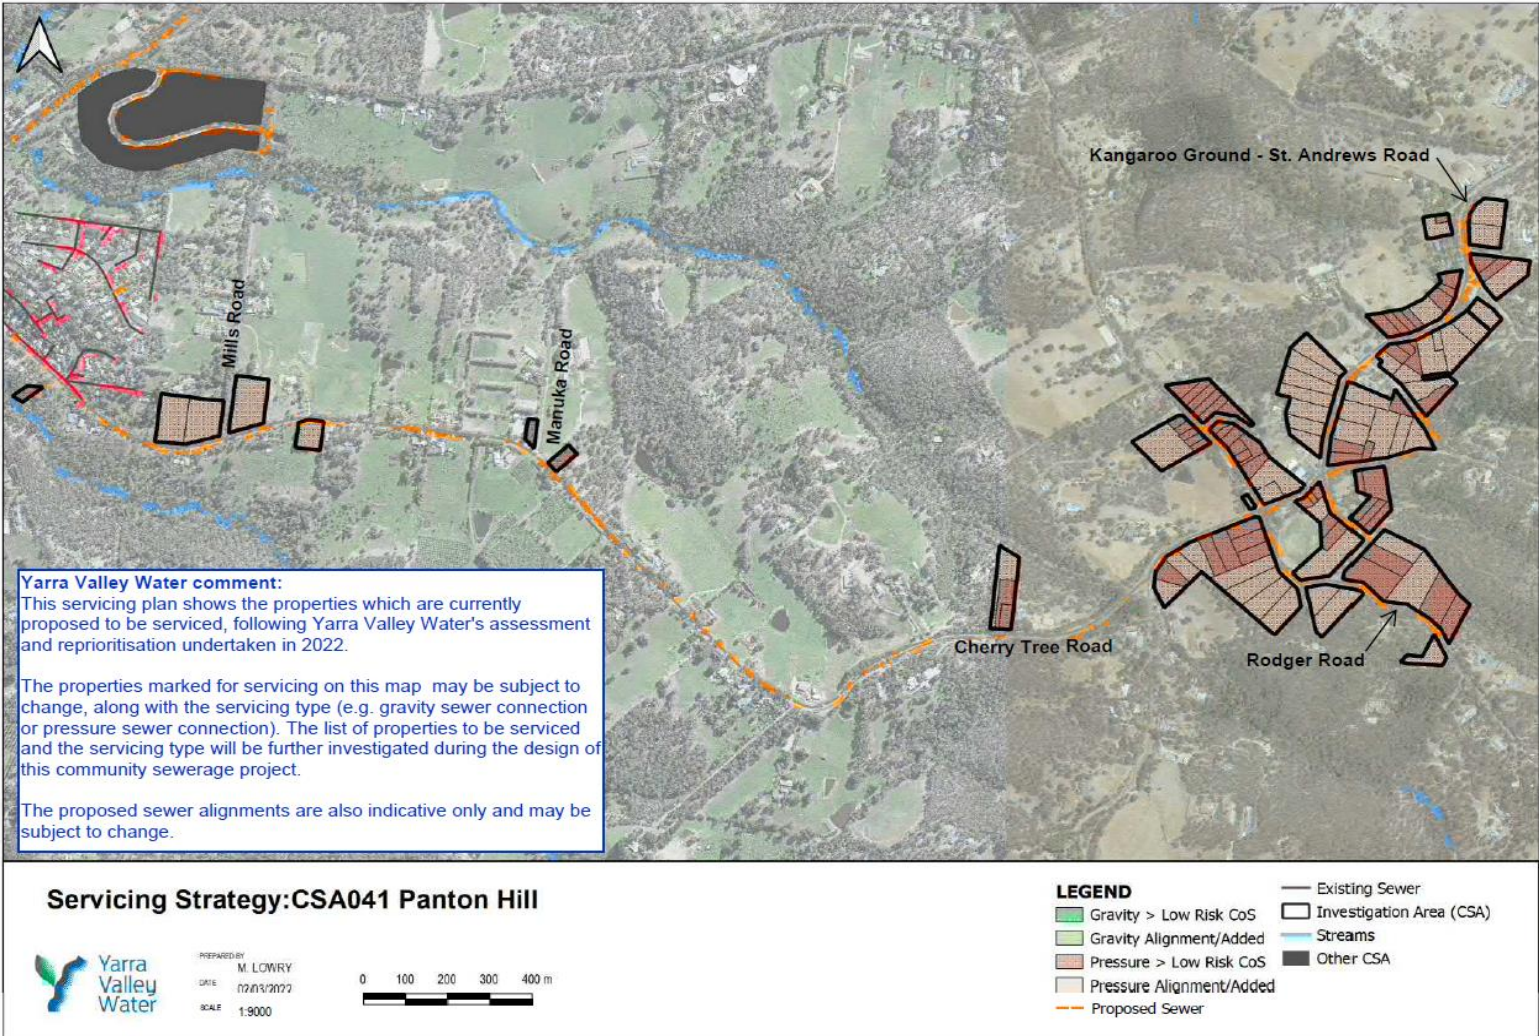 Kangaroo Ground - St. Andrews Road
Mills Road
Manuka Road
Yarra Valley Water comment:
This servicing plan shows the properties which are currently
proposed to be serviced, following Yarra Valley Water's assessment
and reprioritisation undertaken in 2022.
The properties marked for servicing on this map may be subject to
change, along with the servicing type (e.g. gravity sewer connection
or pressure sewer connection). The list of properties to be serviced
and the servicing type will be further investigated during the design of
this community sewerage project.
The proposed sewer alignments are also indicative only and may be
subject to change.
Cherry Tree Road
Rodger Road
Servicing Strategy:CSA041 Panton Hill
Yarra
Valley
Water
PREPARED BY
M. LOWRY
DATE
02/03/2022
SCALE
1:9000
0 100 200 300 400 m
LEGEND
Gravity > Low Risk CoS
Gravity Alignment/Added
Pressure > Low Risk CoS
Pressure Alignment/Added
Proposed Sewer
Existing Sewer
Investigation Area (CSA)
Streams
Other CSA